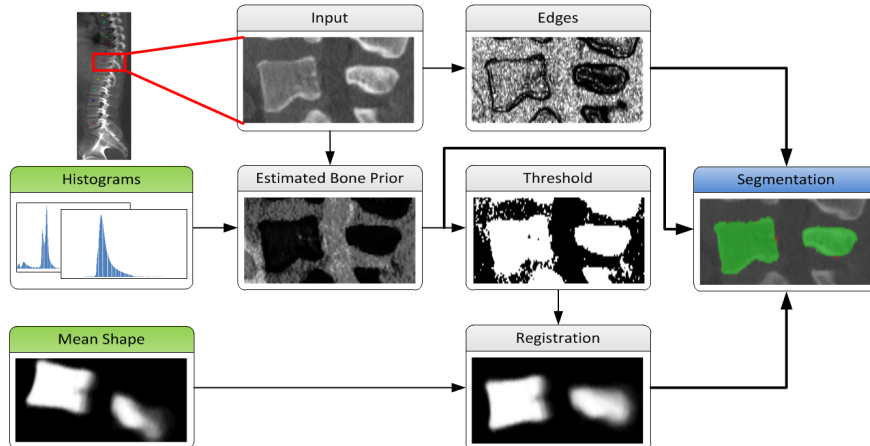 Input
Edges
Histograms
Estimated Bone Prior
Threshold
Segmentation
Mean Shape
Registration